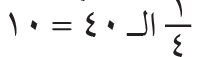 ١/٤ الـ ٤٠ = ١٠